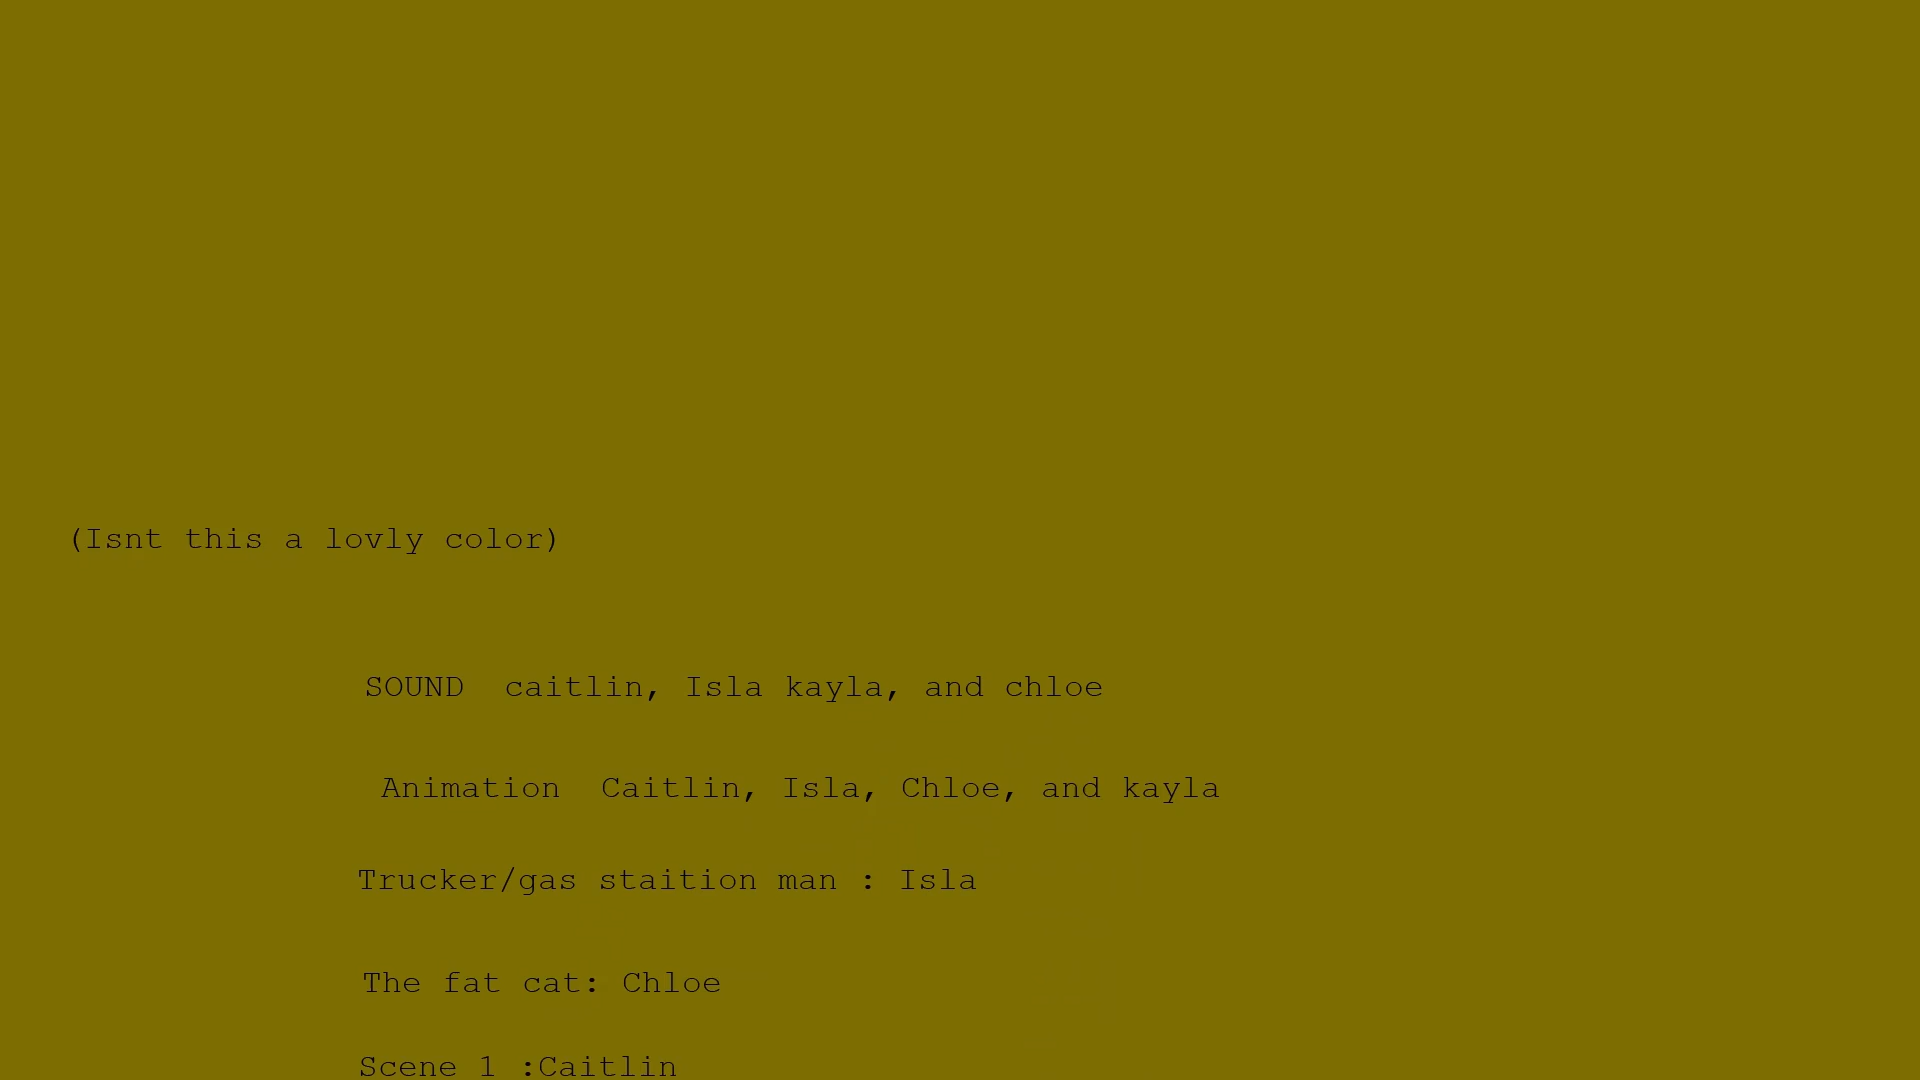 (Isnt this a lovly color)
SOUND  caitlin, Isla kayla, and chloe
Animation  Caitlin, Isla, Chloe, and kayla
Trucker/gas staition man : Isla
The fat cat: Chloe
Scene 1 :Caitlin